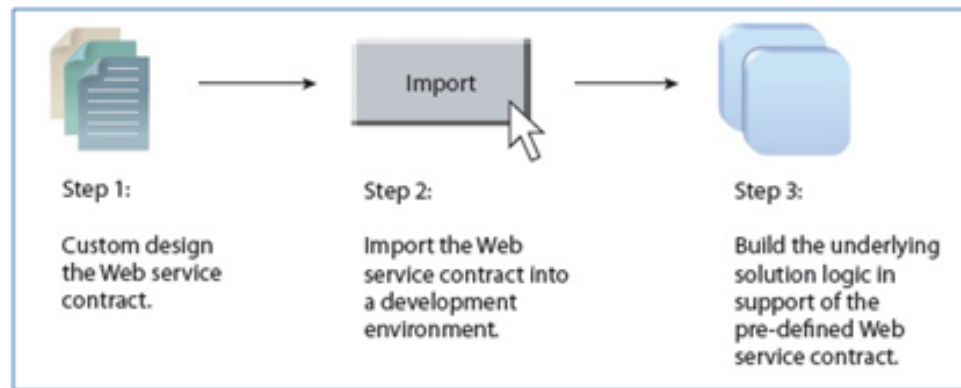 Import
Step 1:
Custom design
the Web service
contract.
Step 2:
Import the Web
service contract into
a development
environment.
Step 3:
Build the underlying
solution logic in
support of the
pre-defined Web
service contract.